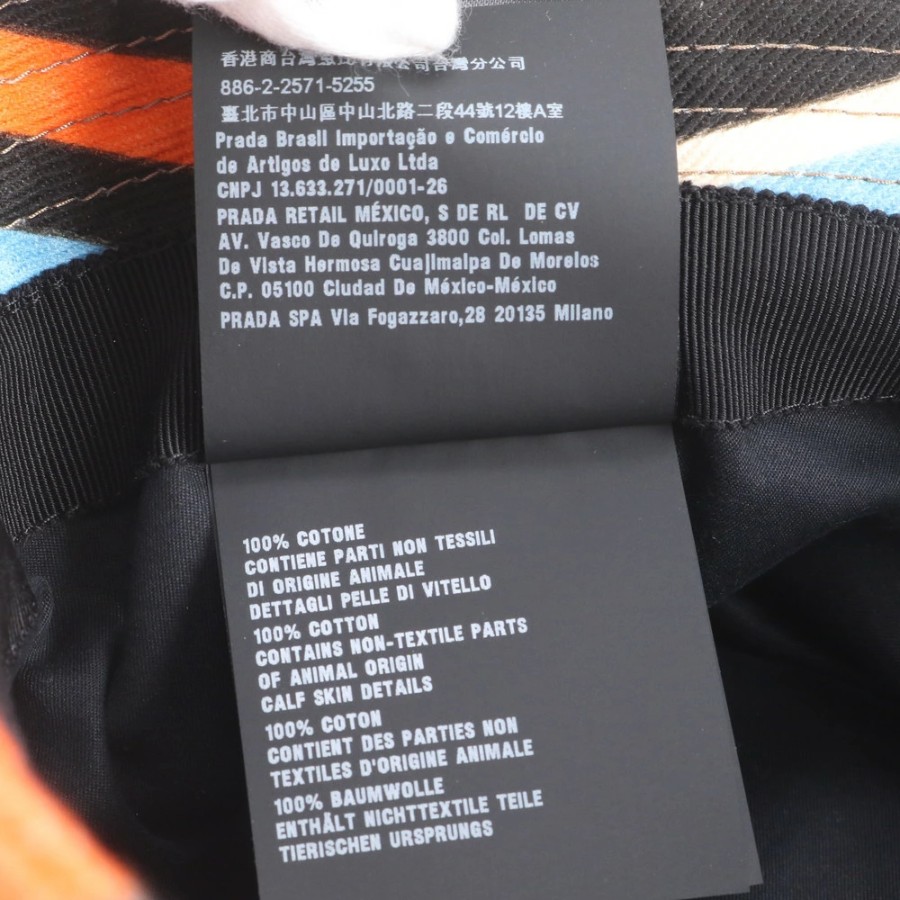 香港商台灣 有限公司台灣分公司
886-2-2571-5255
臺北市中山區中山北路二段44號12樓A室
Prada Brasil Importação e Comércio
de Artigos de Luxo Ltda
CNPJ 13.633.271/0001-26
PRADA RETAIL MÉXICO, S DE RL DE CV
AV. Vasco De Quiroga 3800 Col. Lomas
De Vista Hermosa Cuajimalpa De Morelos
C.P. 05100 Ciudad De México-México
PRADA SPA Via Fogazzaro,28 20135 Milano
100% COTONE
CONTIENE PARTI NON TESSILI
DI ORIGINE ANIMALE
DETTAGLI PELLE DI VITELLO
100% COTTON
CONTAINS NON-TEXTILE PARTS
OF ANIMAL ORIGIN
CALF SKIN DETAILS
100% COTON
CONTIENT DES PARTIES NON
TEXTILES D'ORIGINE ANIMALE
100% BAUMWOLLE
ENTHÄLT NICHTTEXTILE TEILE
TIERISCHEN URSPRUNGS